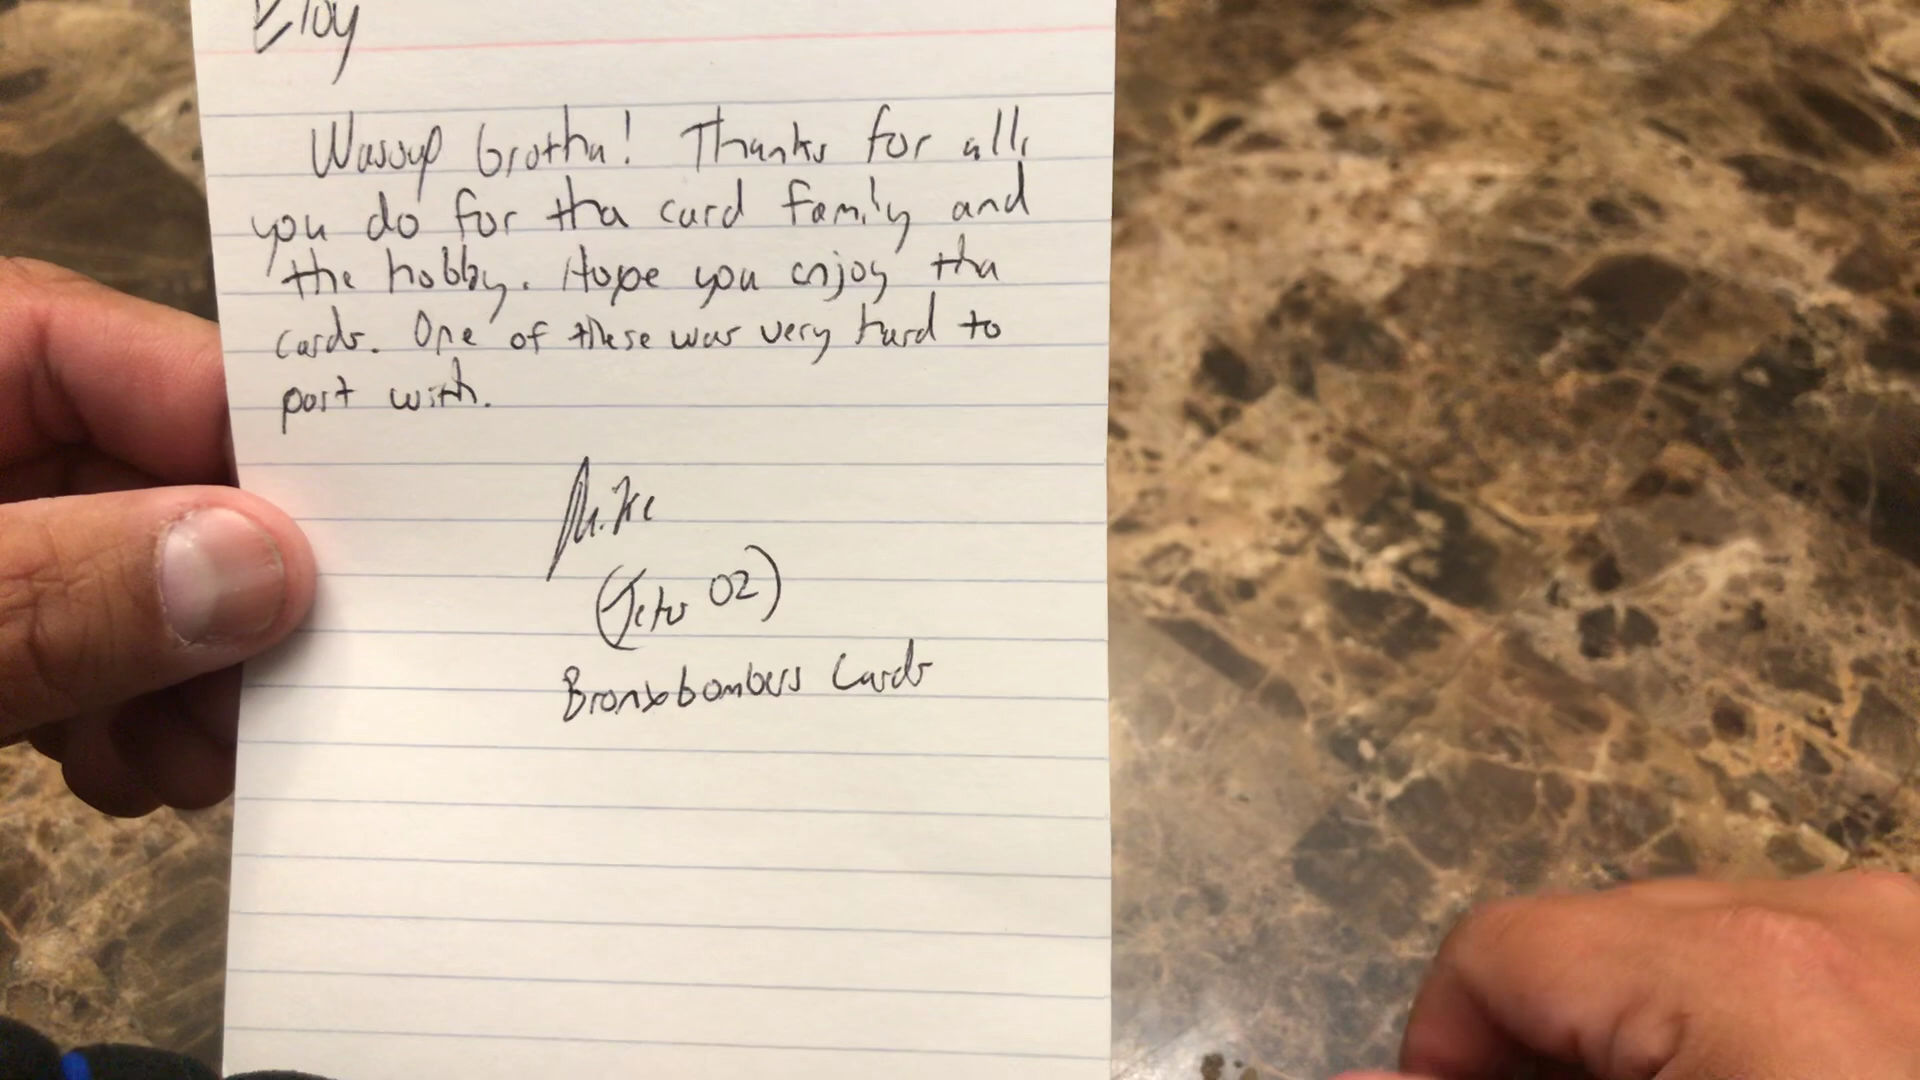 Eloy
Wassup Brotha! Thanks for all
you do for tha card family and
the hobby. Hope you enjoy tha
cards. One of these was very hard to
part with.
Mike
(Jeter 02)
Bronxbombers Cards